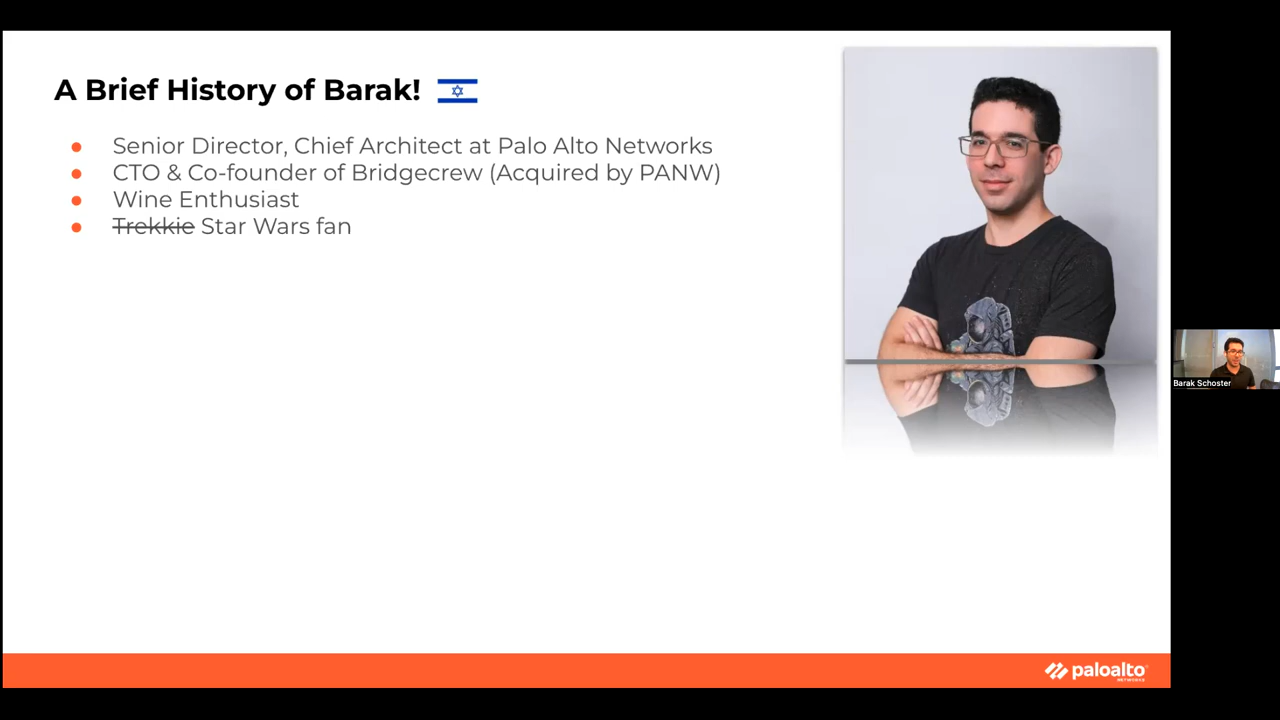 A Brief History of Barak!
● Senior Director, Chief Architect at Palo Alto Networks
● CTO & Co-founder of Bridgecrew (Acquired by PANW)
● Wine Enthusiast
● Trekkie Star Wars fan
Barak Schoster
paloalto
NETWORKS